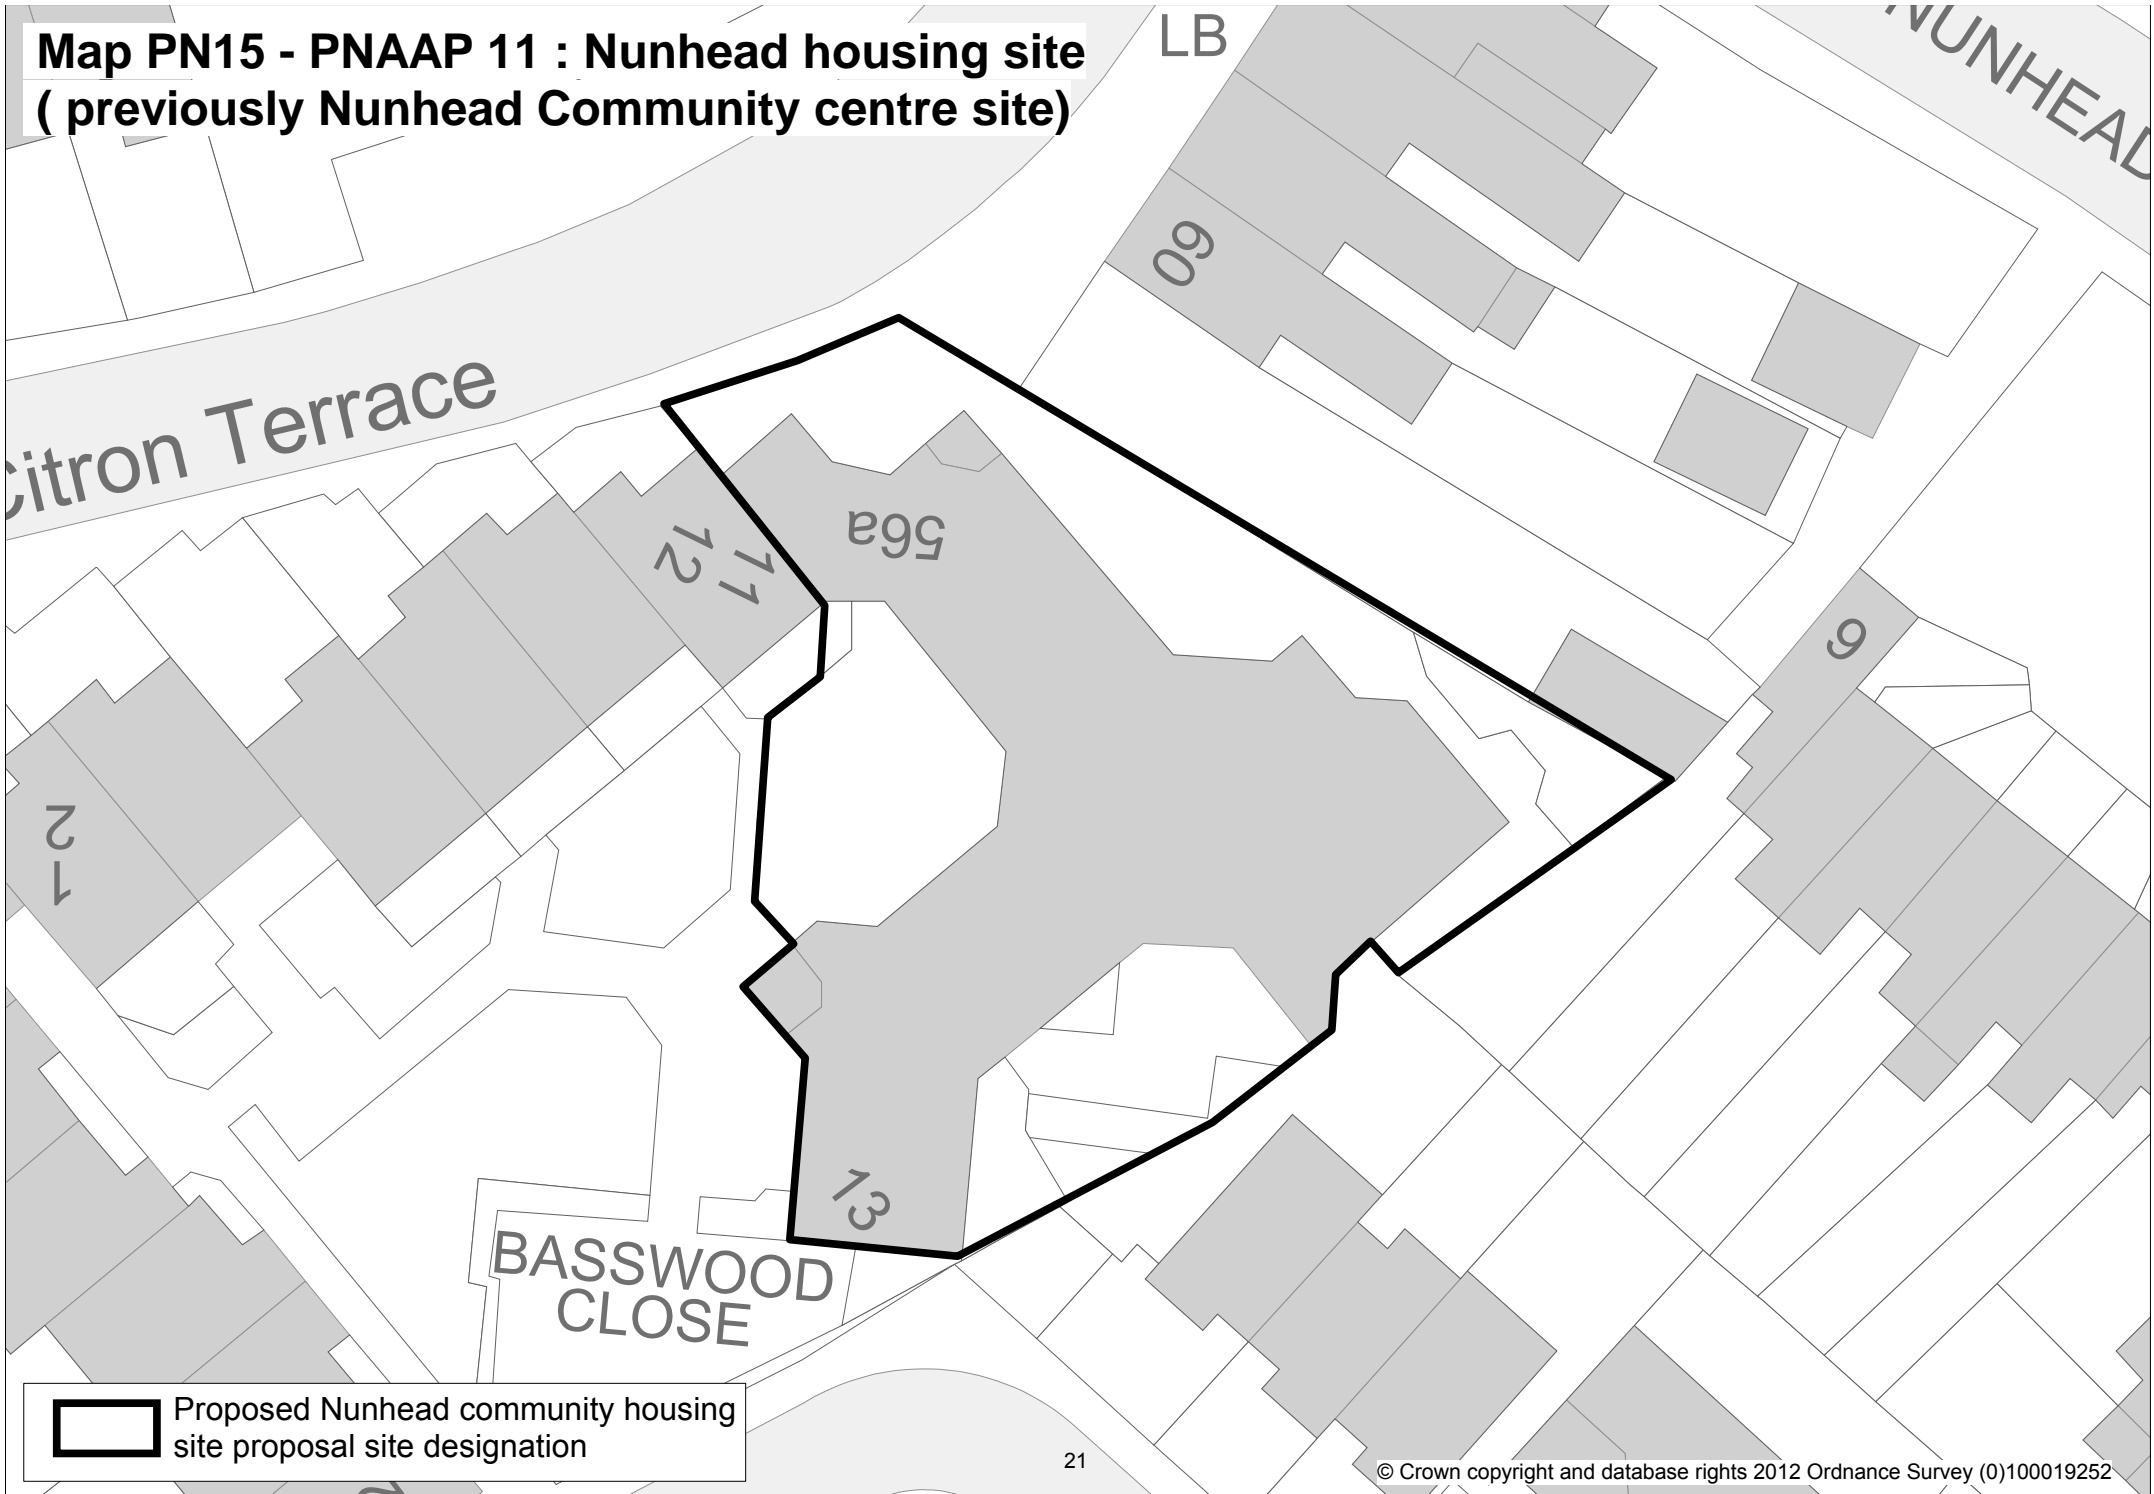 Map PN15 - PNAAP 11 : Nunhead housing site
( previously Nunhead Community centre site)
LB
NUNHEAD
60
Citron Terrace
56a
12
11
9
2
1
13
BASSWOOD
CLOSE
Proposed Nunhead community housing
site proposal site designation
21
© Crown copyright and database rights 2012 Ordnance Survey (0)100019252